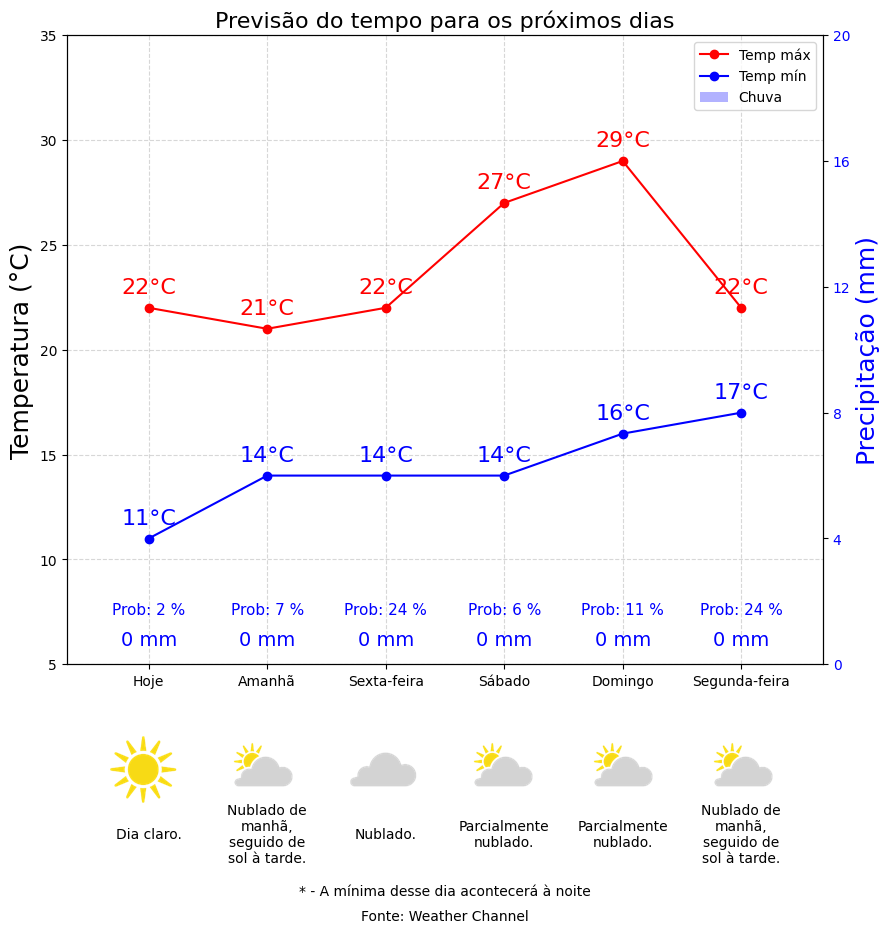 Previsão do tempo para os próximos dias
Temp máx
Temp mín
Chuva
Temperatura (°C)
Precipitação (mm)
35
30
25
20
15
10
5
20
16
12
8
4
0
22°C
21°C
22°C
27°C
29°C
22°C
11°C
14°C
14°C
14°C
16°C
17°C
Prob: 2 %
Prob: 7 %
Prob: 24 %
Prob: 6 %
Prob: 11 %
Prob: 24 %
0 mm
0 mm
0 mm
0 mm
0 mm
0 mm
Hoje
Amanhã
Sexta-feira
Sábado
Domingo
Segunda-feira
Dia claro.
Nublado de
manhã,
seguido de
sol à tarde.
Nublado.
Parcialmente
nublado.
Parcialmente
nublado.
Nublado de
manhã,
seguido de
sol à tarde.
* - A mínima desse dia acontecerá à noite
Fonte: Weather Channel